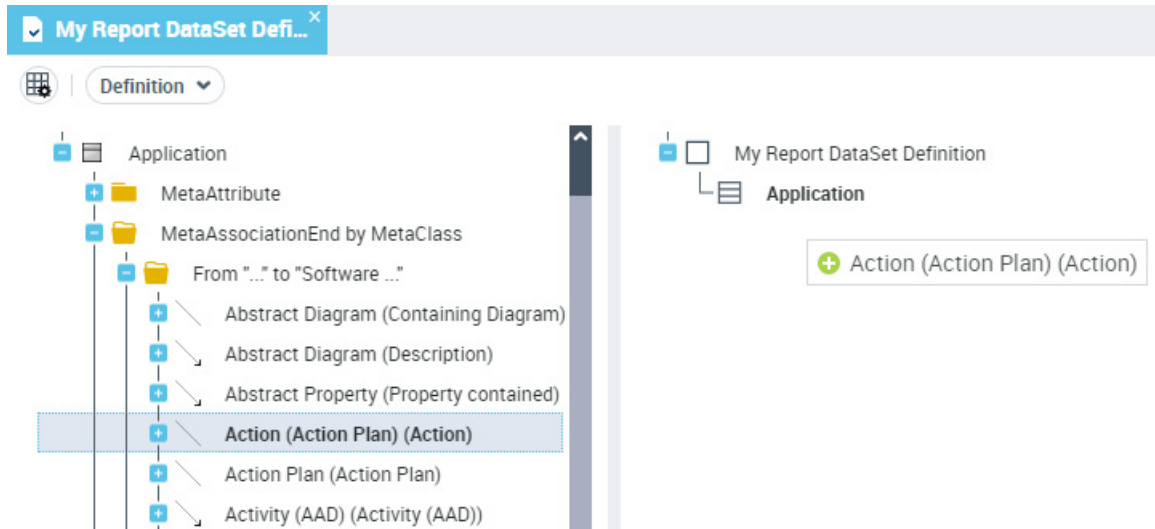 My Report DataSet Defi...
Definition
Application
MetaAttribute
MetaAssociationEnd by MetaClass
From "..." to "Software ..."
Abstract Diagram (Containing Diagram)
Abstract Diagram (Description)
Abstract Property (Property contained)
Action (Action Plan) (Action)
Action Plan (Action Plan)
Activity (AAD) (Activity (AAD))
My Report DataSet Definition
Application
Action (Action Plan) (Action)